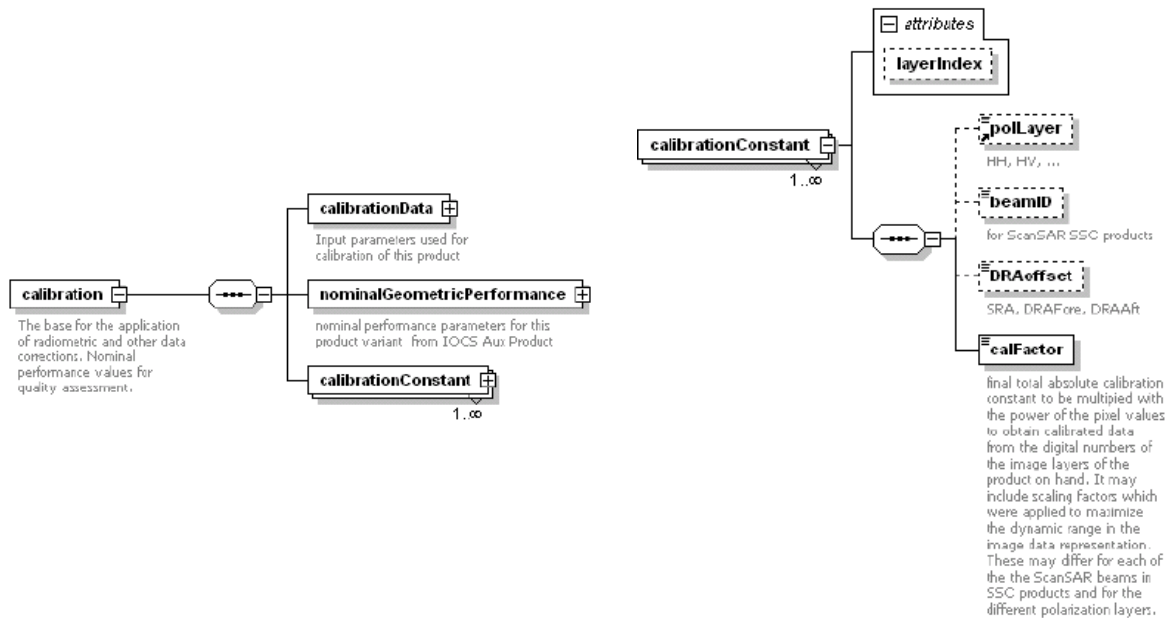 calibration
The base for the application
of radiometric and other data
corrections. Nominal
performance values for
quality assessment.
calibrationData
Input parameters used for
calibration of this product
nominalGeometricPerformance
nominal performance parameters for this
product variant from IOCS Aux Product
calibrationConstant
1..∞
calibrationConstant
1..∞
attributes
layerIndex
polLayer
HH, HV, ...
beamID
for ScanSAR SSC products
DRAoffset
SRA, DRAFore, DRAAft
calFactor
final total absolute calibration
constant to be multipied with
the power of the pixel values
to obtain calibrated data
from the digital numbers of
the image layers of the
product on hand. It may
include scaling factors which
were applied to maximize
the dynamic range in the
image data representation.
These may differ for each of
the the ScanSAR beams in
SSC products and for the
different polarization layers.